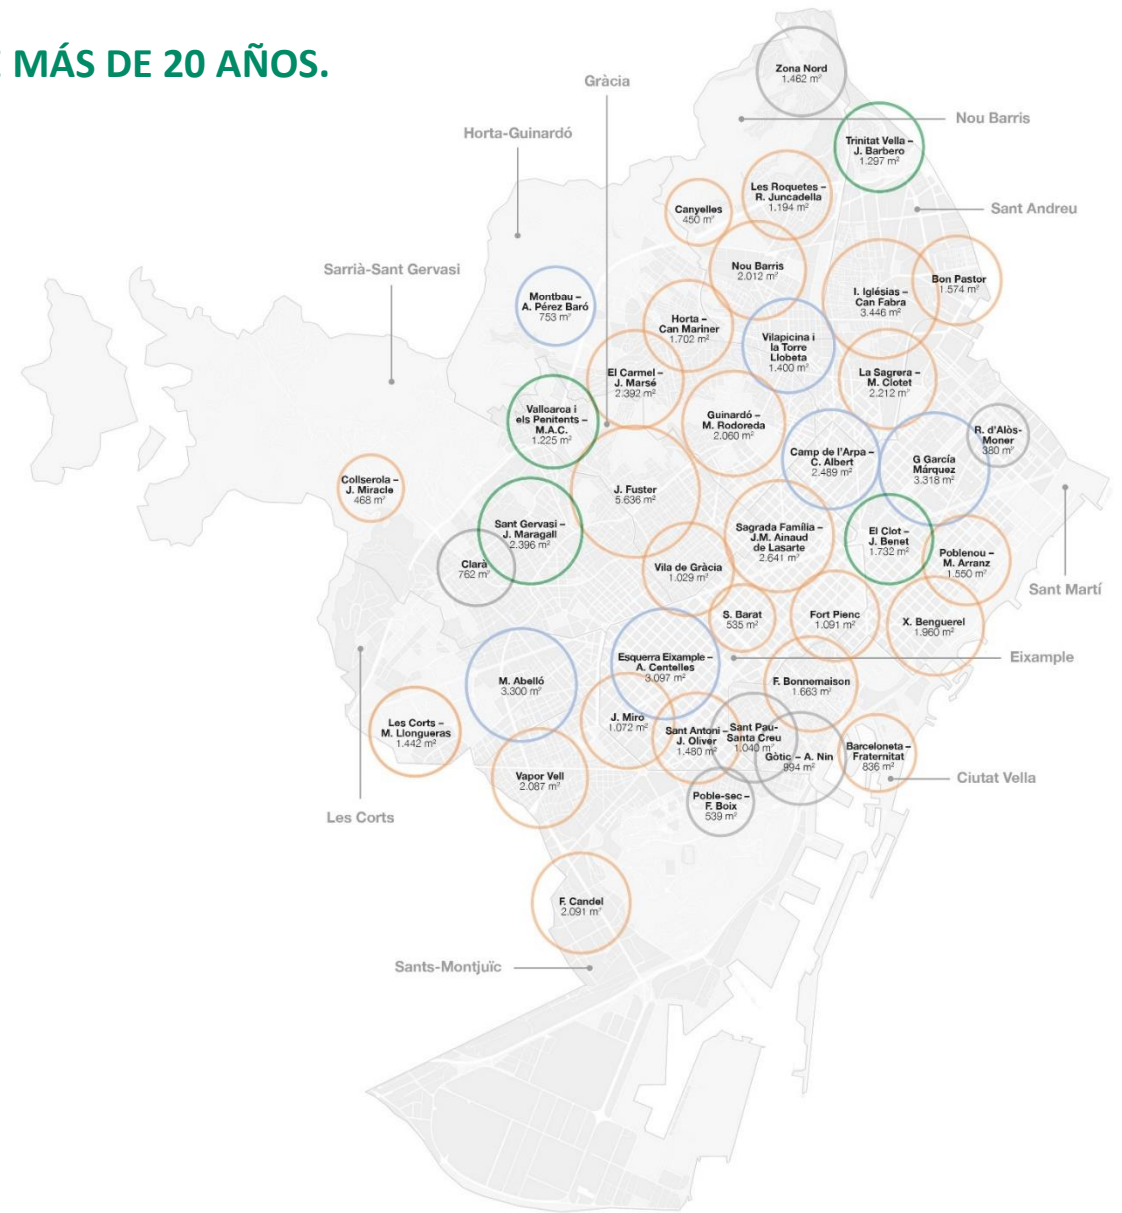 MÁS DE 20 AÑOS.
Zona Nord
1.462 m²
Gràcia
Nou Barris
Horta-Guinardó
Trinitat Vella –
J. Barbero
1.297 m²
Les Roquetes –
R. Juncadella
1.194 m²
Canyelles
450 m²
Sant Andreu
Sarrià-Sant Gervasi
Nou Barris
2.012 m²
Bon Pastor
1.574 m²
I. Iglésias –
Can Fabra
3.446 m²
Montbau –
A. Pérez Baró
753 m²
Horta –
Can Mariner
1.702 m²
Vilapicina i
la Torre
Llobeta
1.400 m²
El Carmel –
J. Marsé
2.392 m²
La Sagrera –
M. Clotet
2.212 m²
Vallcarca i
els Penitents –
M.A.C.
1.225 m²
Guinardó –
M. Rodoreda
2.060 m²
R. d'Alòs-
Moner
380 m²
Camp de l'Arpa –
C. Albert
2.489 m²
G García
Márquez
3.318 m²
Collserola –
J. Miracle
468 m²
J. Fuster
5.636 m²
Sant Gervasi –
J. Maragall
2.396 m²
Sagrada Família –
J.M. Ainaud
de Lasarte
2.641 m²
El Clot –
J. Benet
1.732 m²
Clarà
762 m²
Vila de Gràcia
1.029 m²
Poblenou –
M. Arranz
1.550 m²
Sant Martí
S. Barat
535 m²
Fort Pienc
1.091 m²
X. Benguerel
1.960 m²
Esquerra Eixample –
A. Centelles
3.097 m²
Eixample
M. Abelló
3.300 m²
F. Bonnemaison
1.663 m²
Les Corts –
M. Llongueras
1.442 m²
J. Miro
1.072 m²
Sant Antoni –
J. Oliver
1.480 m²
Sant Pau-
Santa Creu
1.040 m²
Gòtic – A. Nin
994 m²
Barceloneta –
Fraternitat
836 m²
Vapor Vell
2.087 m²
Ciutat Vella
Poble-sec –
F. Boix
539 m²
Les Corts
F. Candel
2.091 m²
Sants-Montjuïc